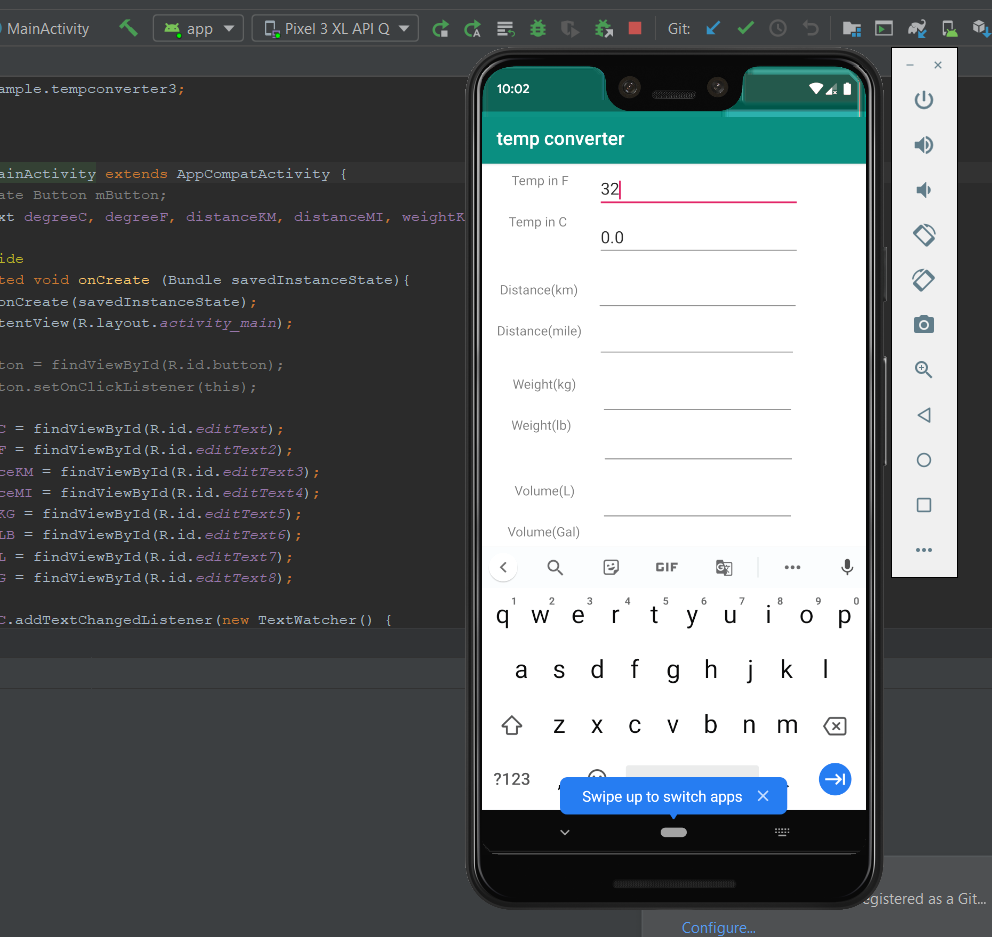 MainActivity
app
Pixel 3 XL API Q
Git:
ample.tempconverter3;
ainActivity extends AppCompatActivity {
ate Button mButton;
xt degreeC, degreeF, distanceKM, distanceMI, weightK
ide
ted void onCreate (Bundle savedInstanceState){
onCreate(savedInstanceState);
tentView(R.layout.activity_main);
ton = findViewById(R.id.button);
ton.setOnClickListener(this);
C = findViewById(R.id.editText);
F = findViewById(R.id.editText2);
ceKM = findViewById(R.id.editText3);
ceMI = findViewById(R.id.editText4);
KG = findViewById(R.id.editText5);
LB = findViewById(R.id.editText6);
L = findViewById(R.id.editText7);
G = findViewById(R.id.editText8);
C.addTextChangedListener(new TextWatcher() {
10:02
temp converter
Temp in F
32
Temp in C
0.0
Distance(km)
Distance(mile)
Weight(kg)
Weight(lb)
Volume(L)
Volume(Gal)
GIF
1 2 3 4 5 6 7 8 9 0
q w e r t y u i o p
a s d f g h j k l
z x c v b n m
?123 , .
Swipe up to switch apps
egistered as a Git...
Configure...